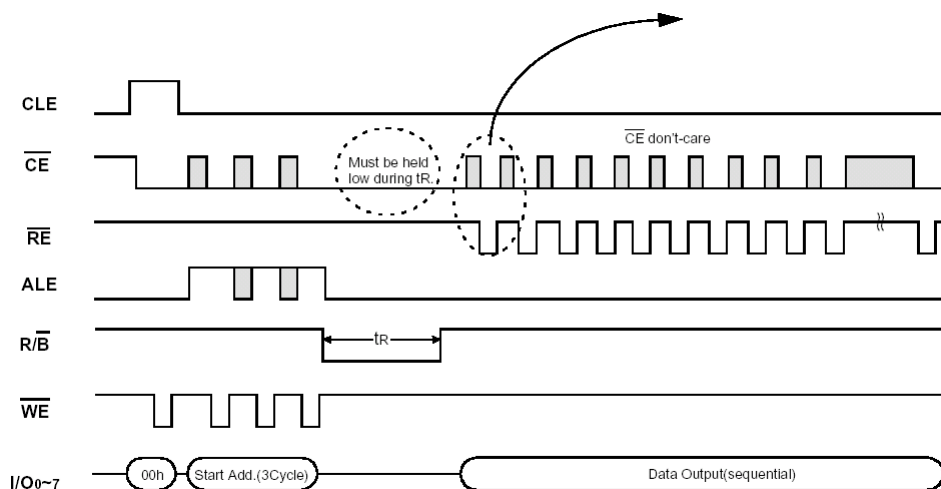 CLE
CE
CE don't-care
Must be held
low during tR.
RE
ALE
R/B
tR
WE
I/O0~7
00h
Start Add.(3Cycle)
Data Output(sequential)